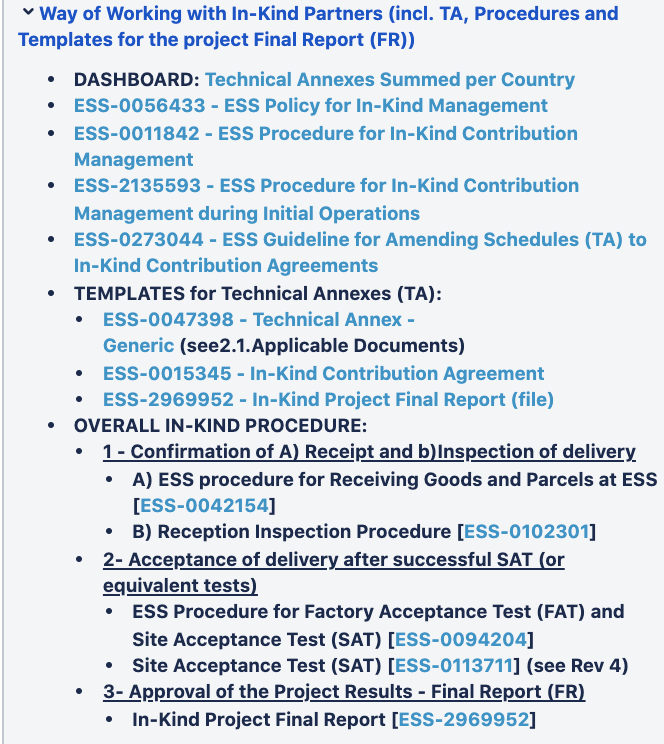 Way of Working with In-Kind Partners (incl. TA, Procedures and
Templates for the project Final Report (FR))
• DASHBOARD: Technical Annexes Summed per Country
• ESS-0056433 - ESS Policy for In-Kind Management
• ESS-0011842 - ESS Procedure for In-Kind Contribution
Management
• ESS-2135593 - ESS Procedure for In-Kind Contribution
Management during Initial Operations
• ESS-0273044 - ESS Guideline for Amending Schedules (TA) to
In-Kind Contribution Agreements
• TEMPLATES for Technical Annexes (TA):
• ESS-0047398 - Technical Annex -
Generic (see2.1.Applicable Documents)
• ESS-0015345 - In-Kind Contribution Agreement
• ESS-2969952 - In-Kind Project Final Report (file)
• OVERALL IN-KIND PROCEDURE:
• 1 - Confirmation of A) Receipt and b)Inspection of delivery
• A) ESS procedure for Receiving Goods and Parcels at ESS
[ESS-0042154]
• B) Reception Inspection Procedure [ESS-0102301]
• 2- Acceptance of delivery after successful SAT (or
equivalent tests)
• ESS Procedure for Factory Acceptance Test (FAT) and
Site Acceptance Test (SAT) [ESS-0094204]
• Site Acceptance Test (SAT) [ESS-0113711] (see Rev 4)
• 3- Approval of the Project Results - Final Report (FR)
• In-Kind Project Final Report [ESS-2969952]